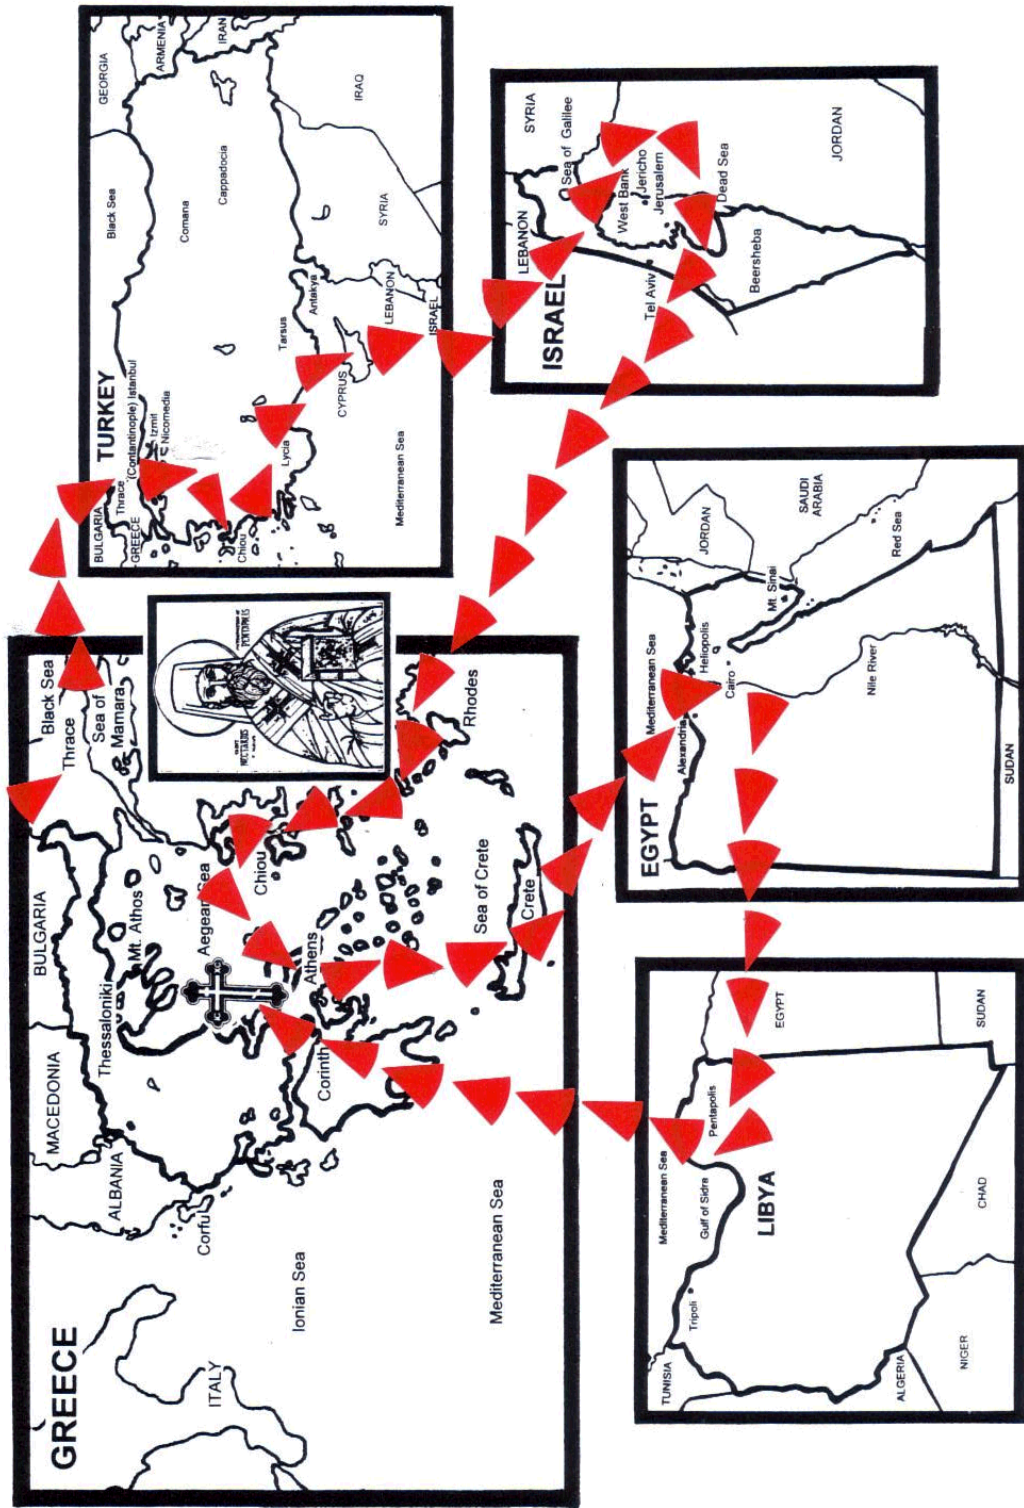 GREECE
BULGARIA
MACEDONIA
ALBANIA
Black Sea
Thrace
Sea of
Mamara
Thessaloniki
Mt. Athos
Corfu
ITALY
Aegean Sea
Chiou
Athens
Corinth
Ionian Sea
Rhodes
Sea of Crete
Crete
Mediterranean Sea
NECTARIOS
PENTAPOLIS
TURKEY
BULGARIA
GREECE
Thrace
(Contantinople) Istanbul
Izmit
Nicomedia
Black Sea
GEORGIA
ARMENIA
IRAN
Comana
Cappadocia
Chiou
Lycia
Tarsus
Antakya
CYPRUS
SYRIA
IRAQ
LEBANON
ISRAEL
Mediterranean Sea
ISRAEL
LEBANON
SYRIA
Sea of Galilee
West Bank
Jericho
Jerusalem
Tel Aviv
Dead Sea
Beersheba
JORDAN
EGYPT
Mediterranean Sea
Alexandria
Heliopolis
Cairo
JORDAN
Mt. Sinai
SAUDI
ARABIA
Red Sea
Nile River
SUDAN
LIBYA
TUNISIA
Tripoli
Mediterranean Sea
Gulf of Sidra
Pentapolis
EGYPT
ALGERIA
NIGER
CHAD
SUDAN